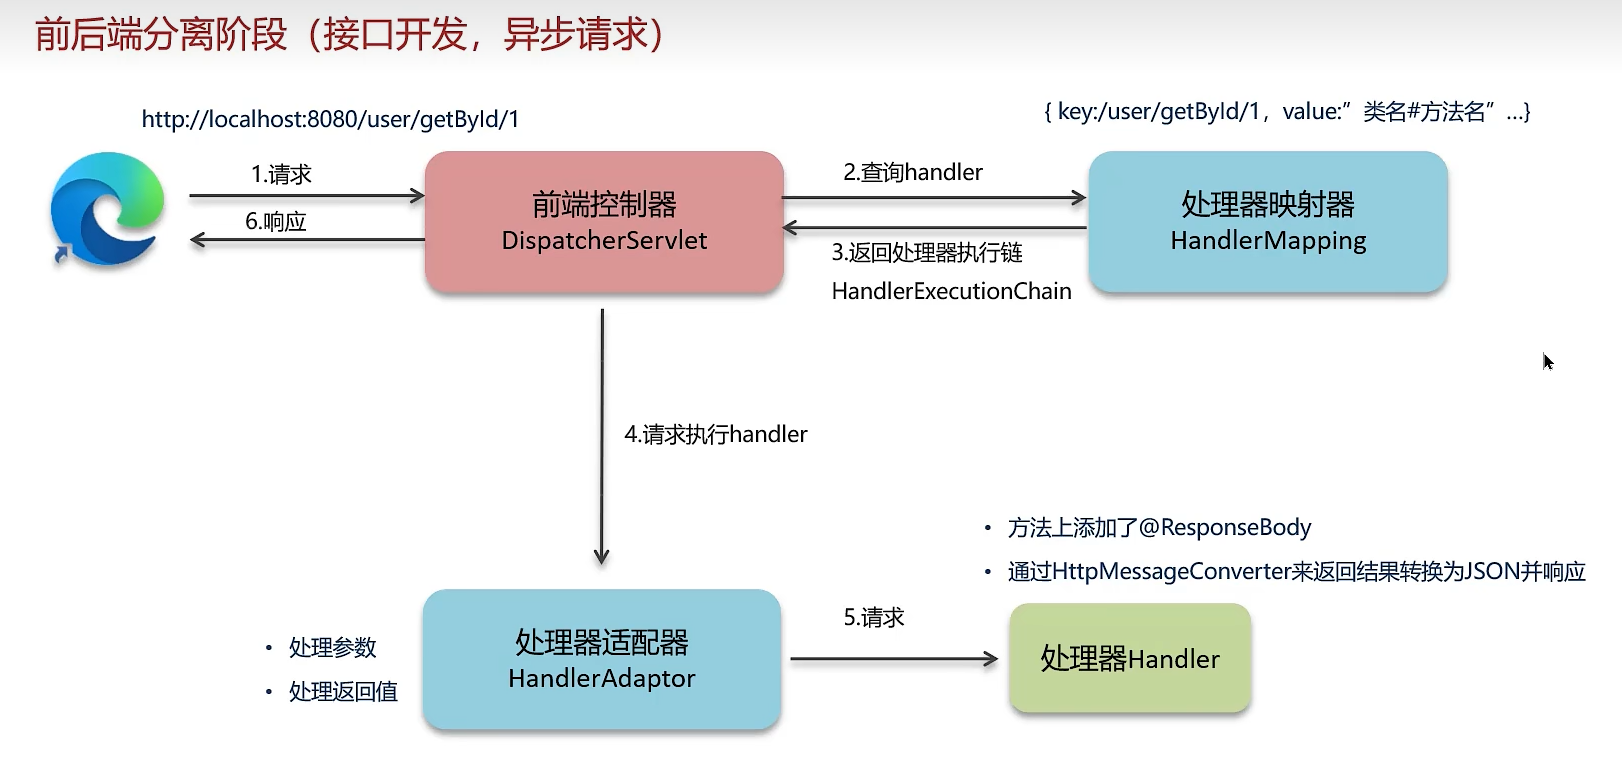 前后端分离阶段（接口开发，异步请求）
http://localhost:8080/user/getById/1
{ key:/user/getById/1，value:”类名#方法名”...}
1.请求
6.响应
前端控制器
DispatcherServlet
2.查询handler
3.返回处理器执行链
HandlerExecutionChain
处理器映射器
HandlerMapping
4.请求执行handler
• 方法上添加了@ResponseBody
• 通过HttpMessageConverter来返回结果转换为JSON并响应
• 处理参数
• 处理返回值
处理器适配器
HandlerAdaptor
5.请求
处理器Handler